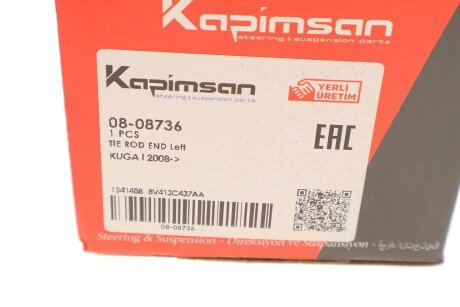 Kapimsan
steering & suspension parts
Kapimsan
steering & suspension parts
YERLİ
ÜRETİM
08-08736
1 PCS
TIE ROD END Left
KUGA I 2008->
EAC
1541488 8V413C437AA
08-08736
Steering & Suspension - Direksiyon ve Suspansiyon -